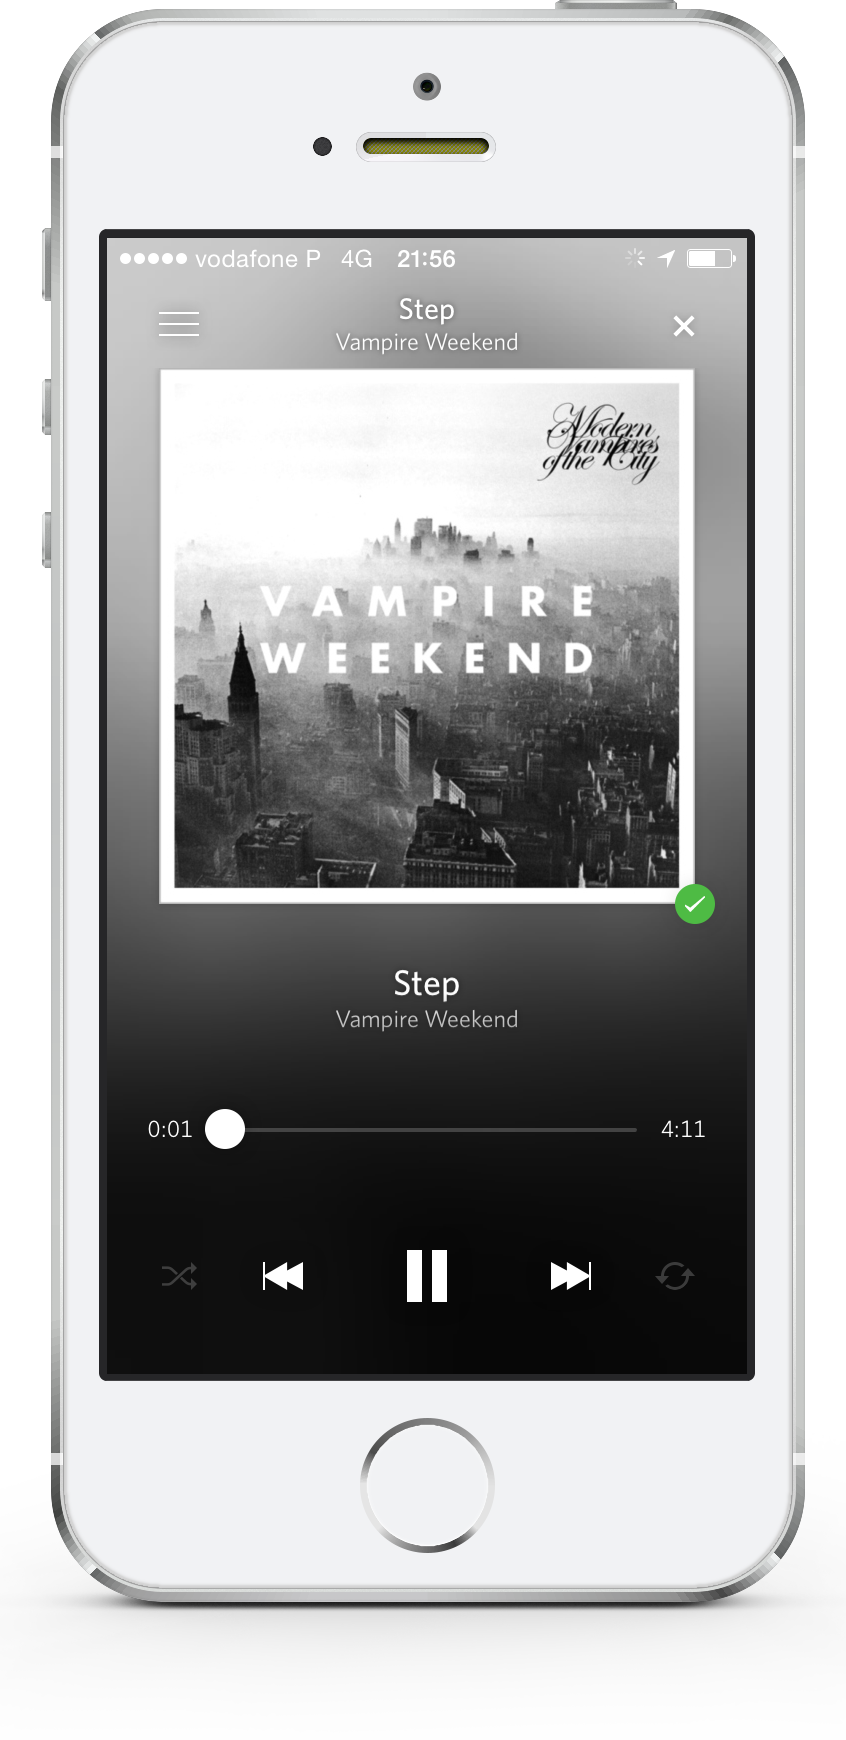 vodafone P 4G 21:56
Step
Vampire Weekend
Modern
Vampires
of the City
VAMPIRE
WEEKEND
Step
Vampire Weekend
0:01 4:11